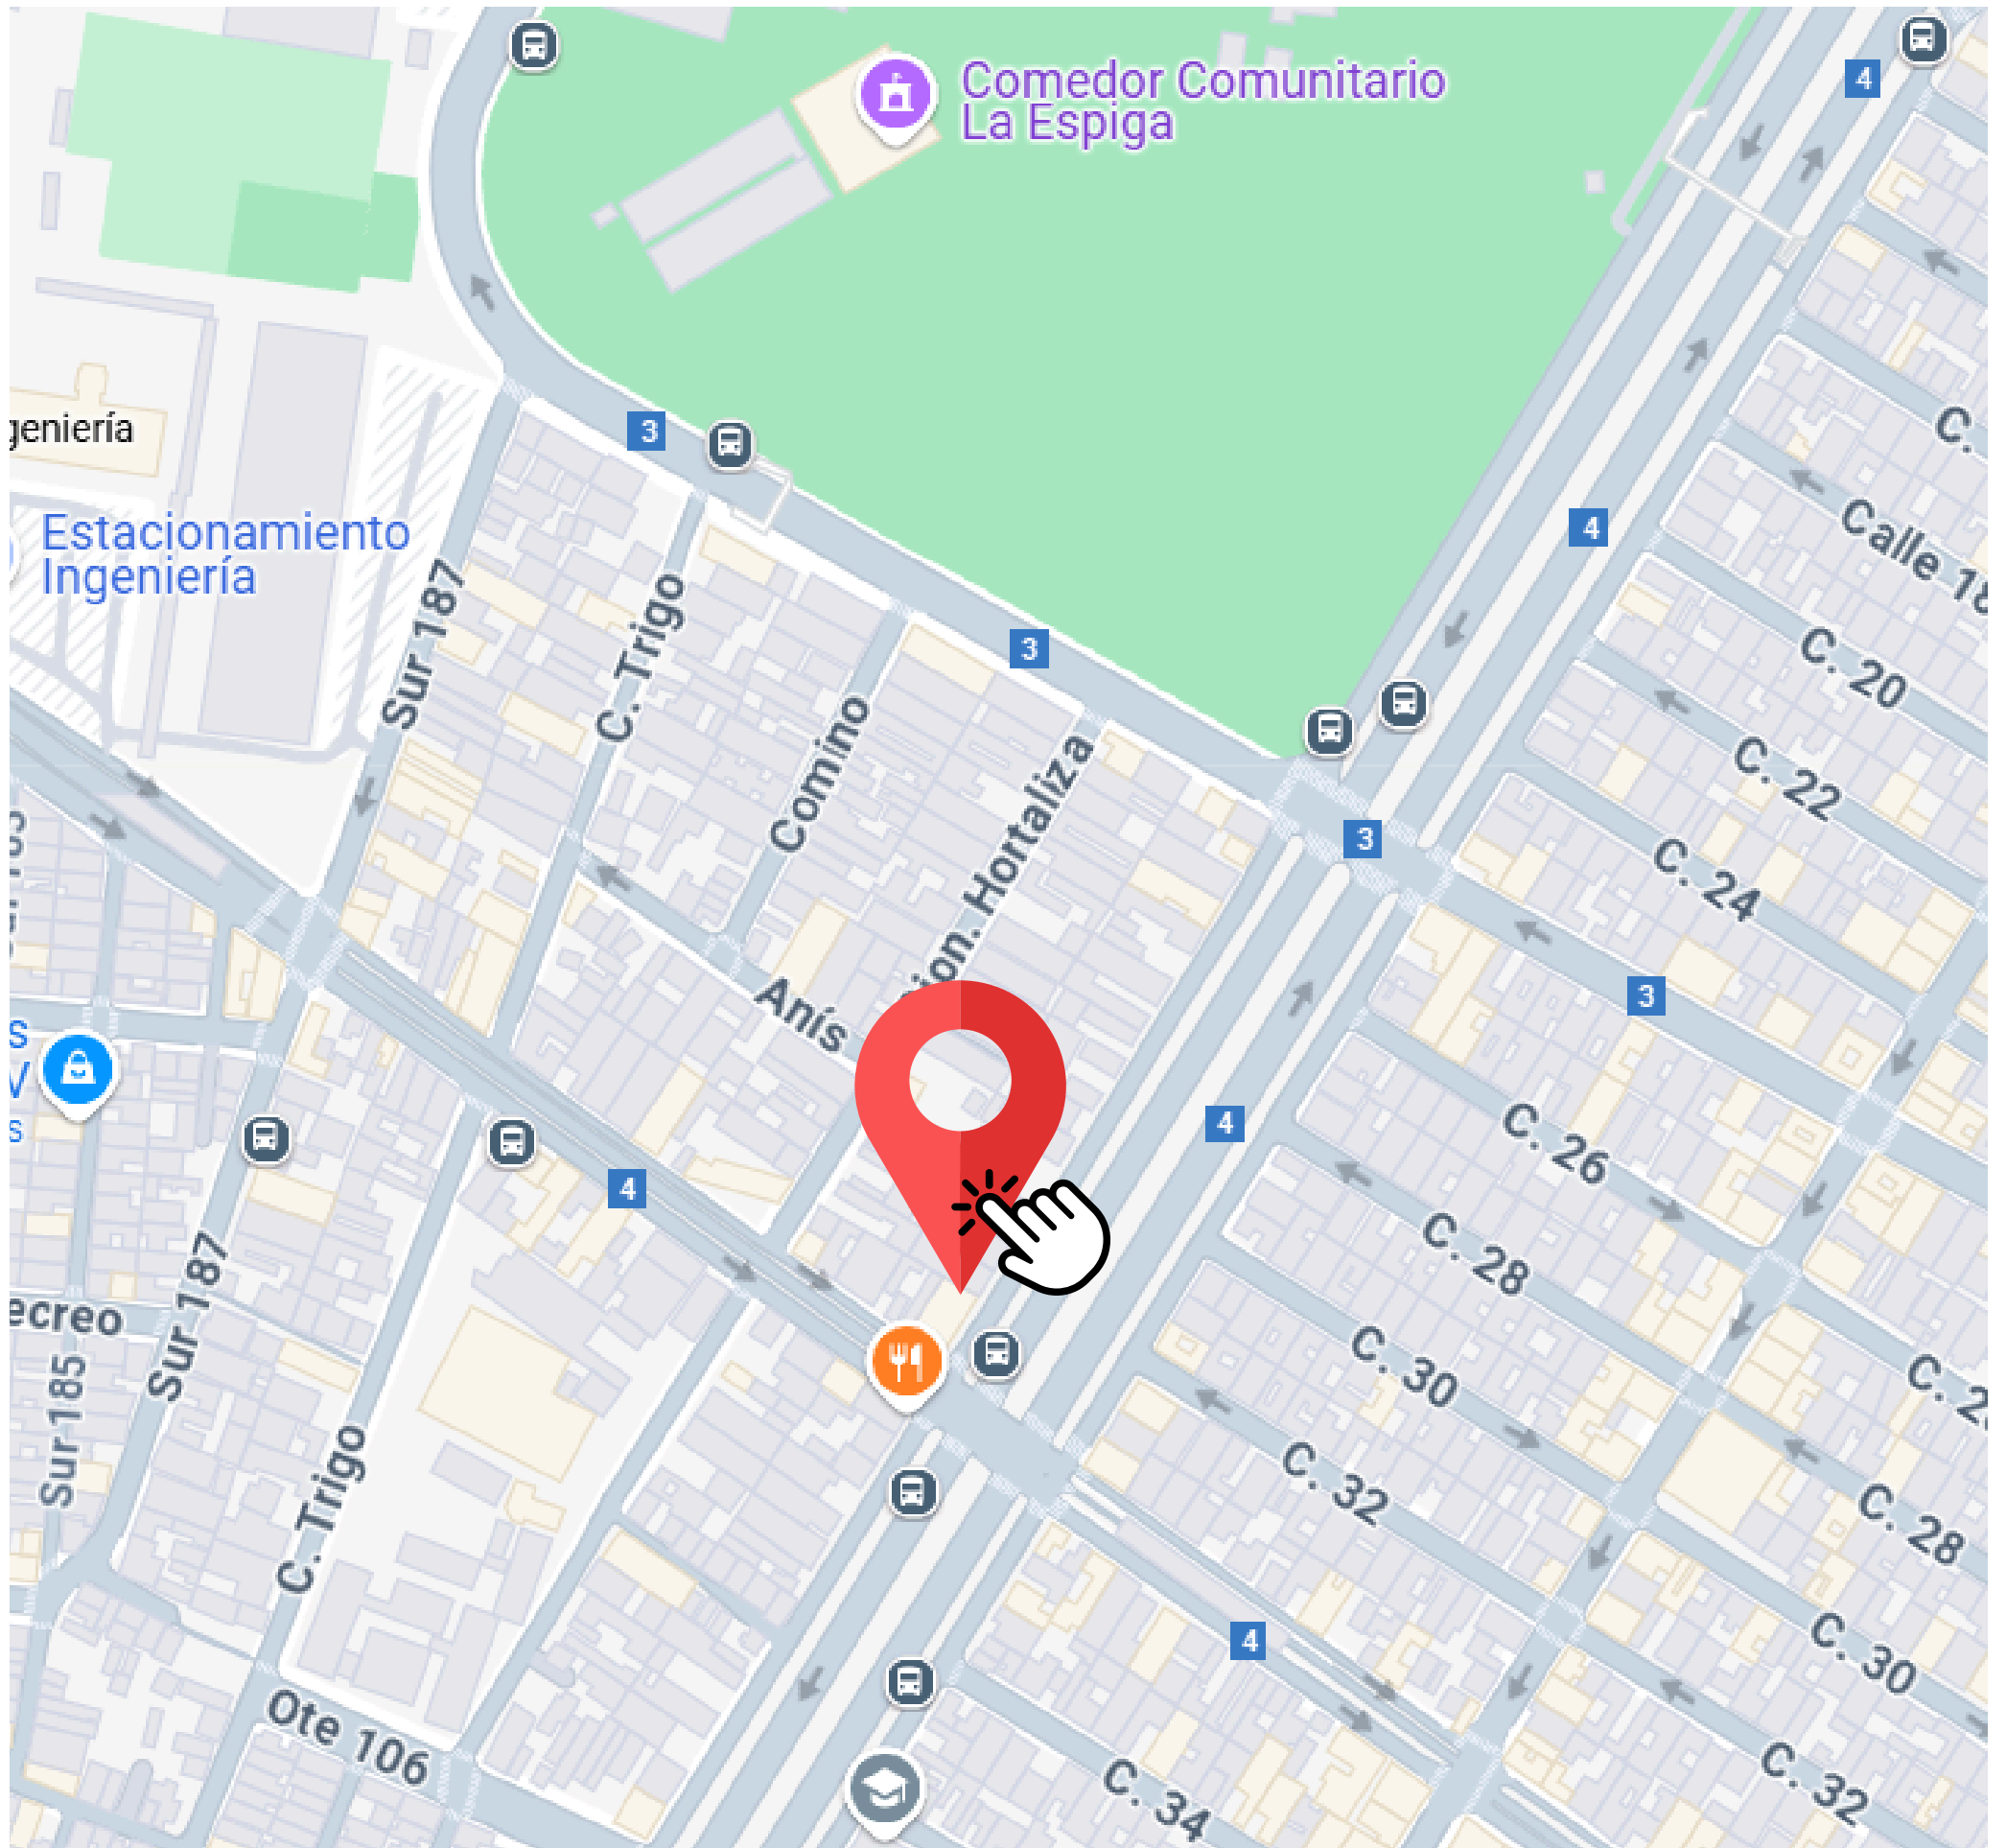 Comedor Comunitario
La Espiga
4
geniería
3
C.
Estacionamiento
Ingeniería
4
Calle 18
Sur 187
C. Trigo
3
C. 20
Comino
Hortaliza
C. 22
3
C. 24
Anís
3
s
V
s
4
C. 26
4
C. 28
ecreo
Sur 187
C. 30
Sur 185
C. Trigo
C. 32
C. 28
4
C. 30
Ote 106
C. 34
C. 32